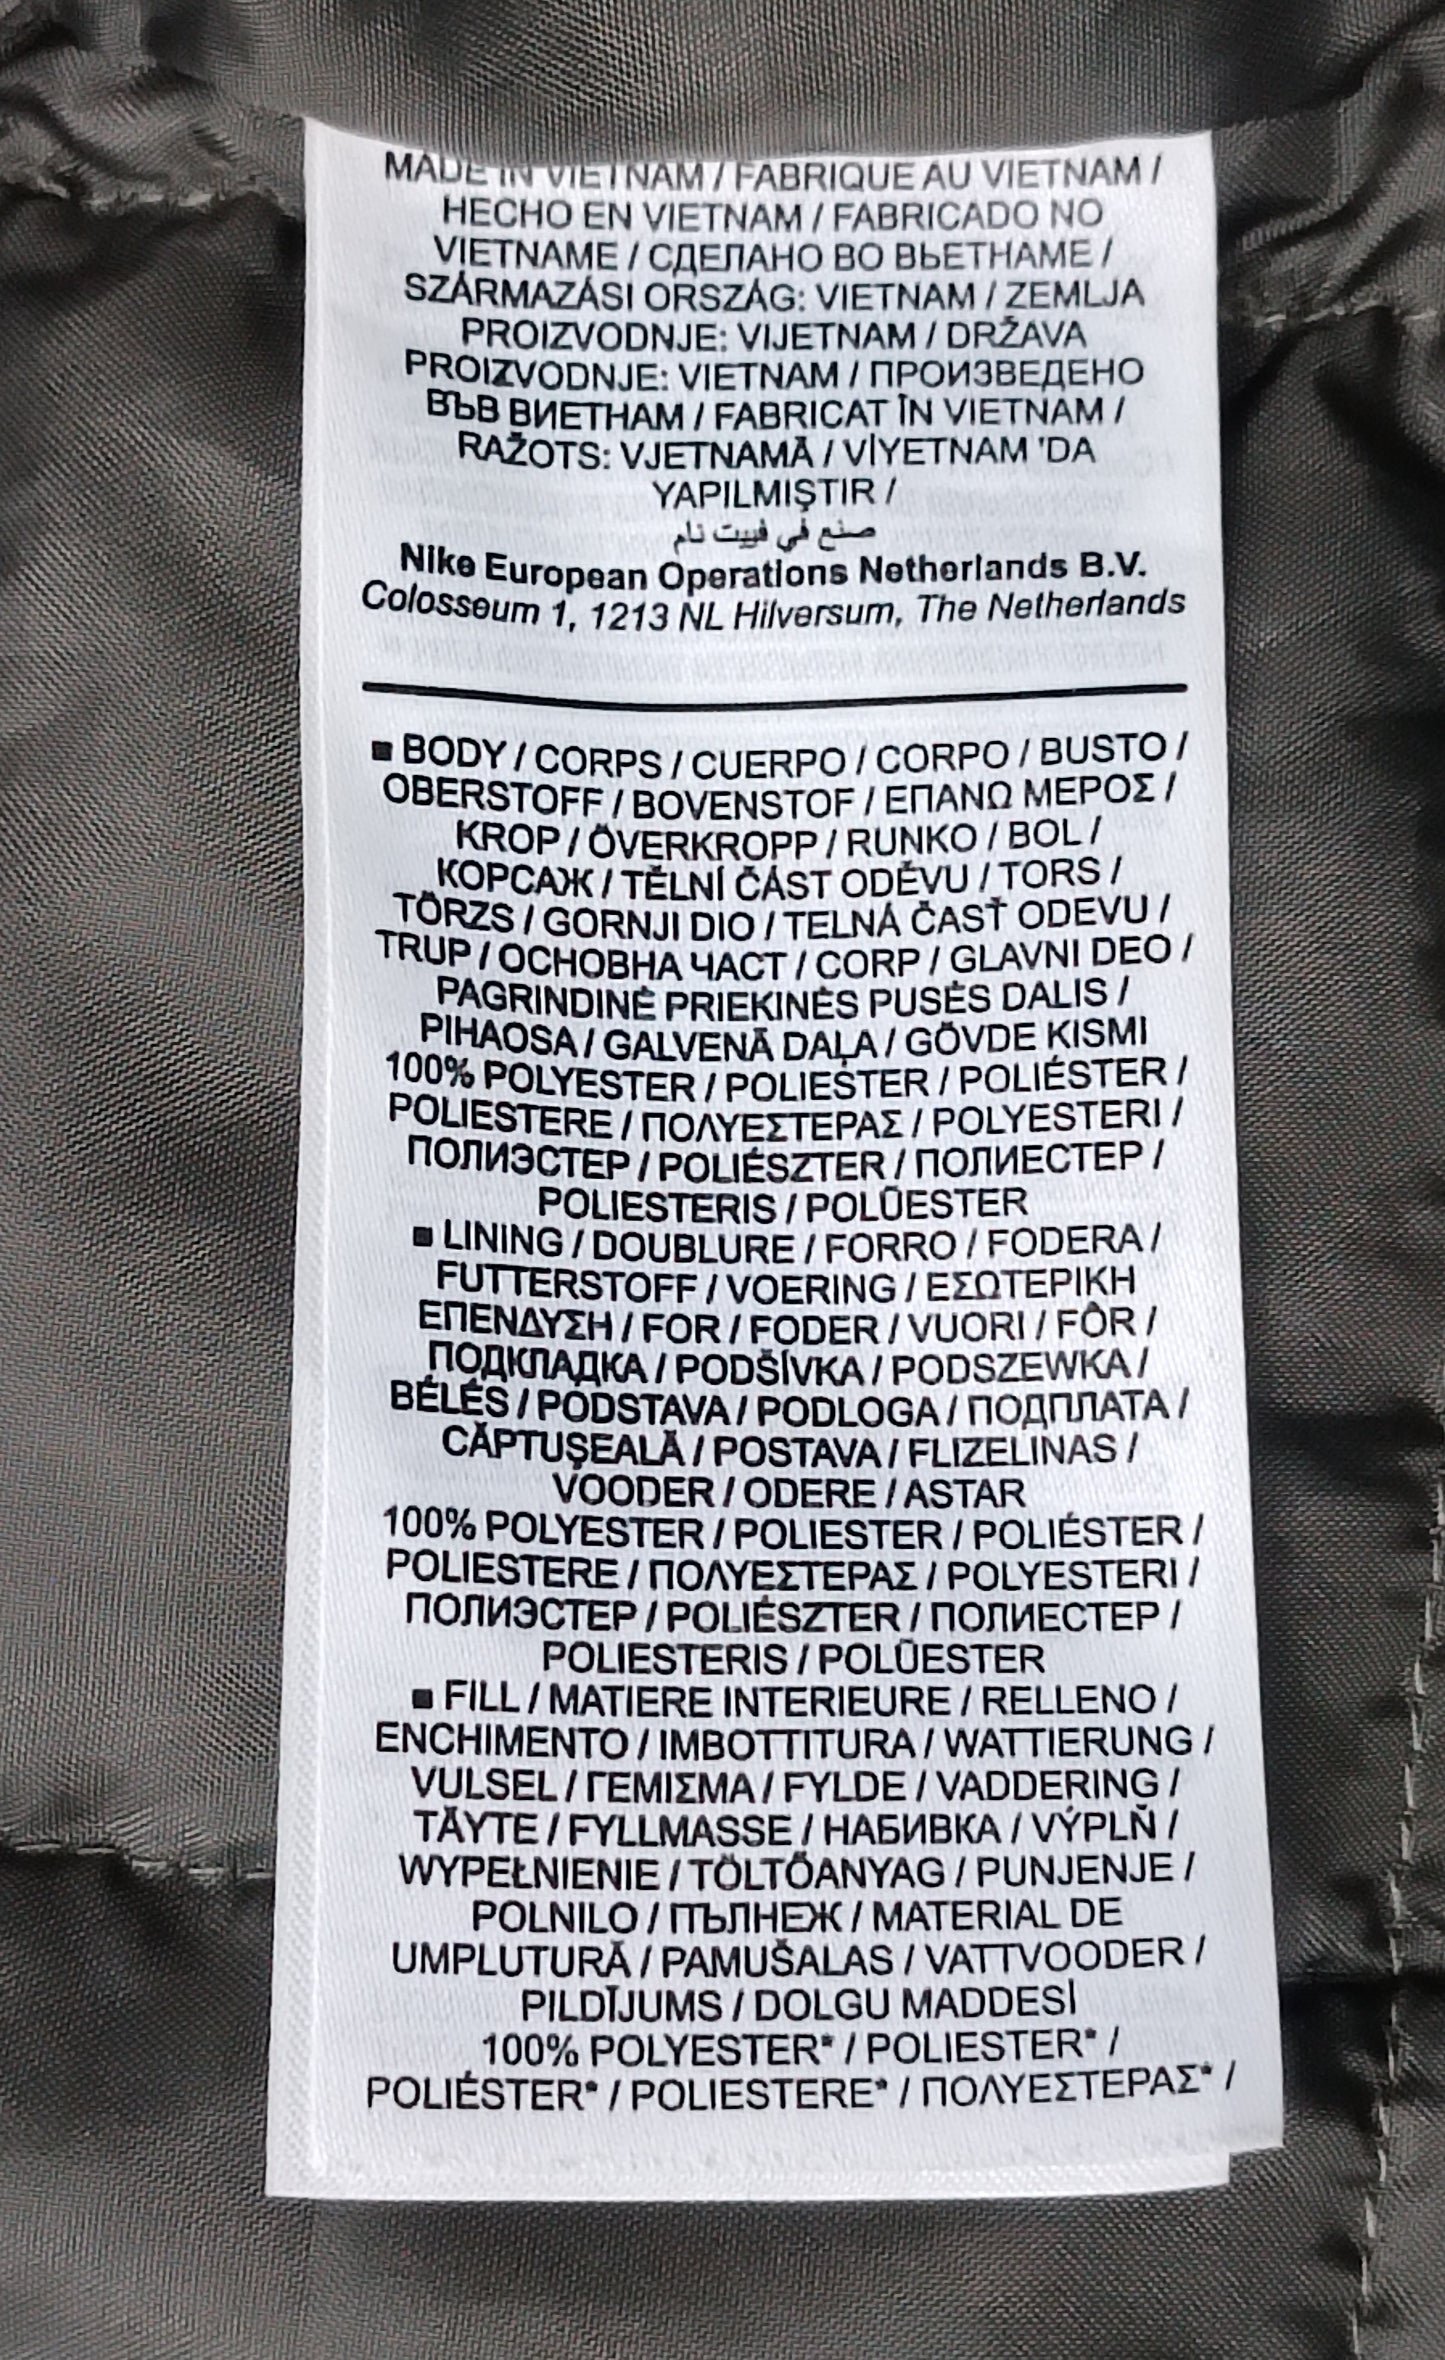 MADE IN VIETNAM / FABRIQUE AU VIETNAM /
HECHO EN VIETNAM / FABRICADO NO
VIETNAME / СДЕЛАНО ВО ВЬЕТНАМЕ /
SZÁRMAZÁSI ORSZÁG: VIETNAM / ZEMLJA
PROIZVODNJE: VIJETNAM / DRŽAVA
PROIZVODNJE: VIETNAM / ПРОИЗВЕДЕНО
ВЪВ ВИЕТНАМ / FABRICAT ÎN VIETNAM /
RAŽOTS: VJETNAMĀ / VİYETNAM 'DA
YAPILMIŞTIR /
صنع في فييت نام
Nike European Operations Netherlands B.V.
Colosseum 1, 1213 NL Hilversum, The Netherlands
■ BODY / CORPS / CUERPO / CORPO / BUSTO /
OBERSTOFF / BOVENSTOF / ΕΠΑΝΩ ΜΕΡΟΣ /
KROP / ÖVERKROPP / RUNKO / BOL /
КОРСАЖ / TĚLNÍ ČÁST ODĚVU / TORS /
TÖRZS / GORNJI DIO / TELNÁ ČASŤ ODEVU /
TRUP / ОСНОВНА ЧАСТ / CORP / GLAVNI DEO /
PAGRINDINĖ PRIEKINĖS PUSĖS DALIS /
PIHAOSA / GALVENĀ DAĻA / GÖVDE KISMI
100% POLYESTER / POLIESTER / POLIÉSTER /
POLIESTERE / ΠΟΛΥΕΣΤΕΡΑΣ / POLYESTERI /
ПОЛИЭСТЕР / POLIÉSZTER / ПОЛИЕСТЕР /
POLIESTERIS / POLÜESTER
■ LINING / DOUBLURE / FORRO / FODERA /
FUTTERSTOFF / VOERING / ΕΣΩΤΕΡΙΚΗ
ΕΠΕΝΔΥΣΗ / FOR / FODER / VUORI / FÔR /
ПОДКЛАДКА / PODŠÍVKA / PODSZEWKA /
BÉLÉS / PODSTAVA / PODLOGA / ПОДПЛАТА /
CĂPTUŞEALĂ / POSTAVA / FLIZELINAS /
VOODER / ODERE / ASTAR
100% POLYESTER / POLIESTER / POLIÉSTER /
POLIESTERE / ΠΟΛΥΕΣΤΕΡΑΣ / POLYESTERI /
ПОЛИЭСТЕР / POLIÉSZTER / ПОЛИЕСТЕР /
POLIESTERIS / POLÜESTER
■ FILL / MATIERE INTERIEURE / RELLENO /
ENCHIMENTO / IMBOTTITURA / WATTIERUNG /
VULSEL / ΓΕΜΙΣΜΑ / FYLDE / VADDERING /
TÄYTE / FYLLMASSE / НАБИВКА / VÝPLŇ /
WYPEŁNIENIE / TÖLTŐANYAG / PUNJENJE /
POLNILO / ПЪЛНЕЖ / MATERIAL DE
UMPLUTURĂ / PAMUŠALAS / VATTVOODER /
PILDĪJUMS / DOLGU MADDESİ
100% POLYESTER* / POLIESTER* /
POLIÉSTER* / POLIESTERE* / ΠΟΛΥΕΣΤΕΡΑΣ* /